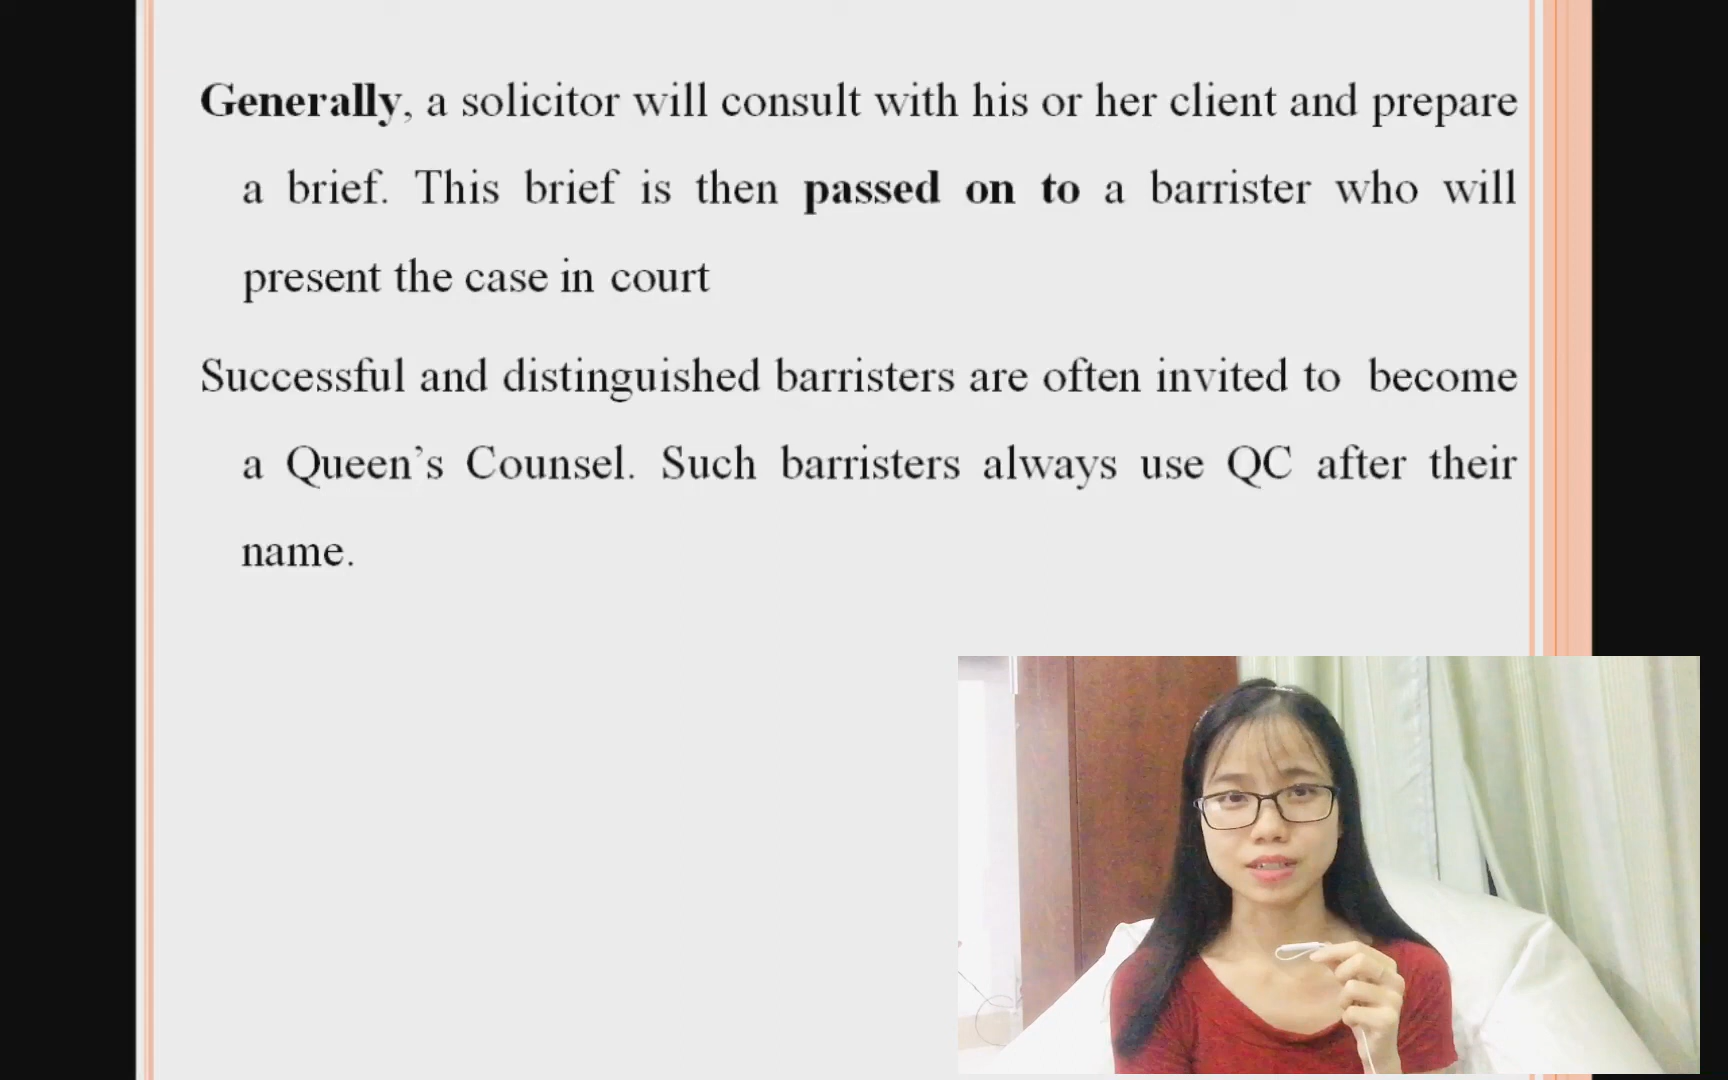 Generally, a solicitor will consult with his or her client and prepare
a brief. This brief is then passed on to a barrister who will
present the case in court
Successful and distinguished barristers are often invited to become
a Queen’s Counsel. Such barristers always use QC after their
name.